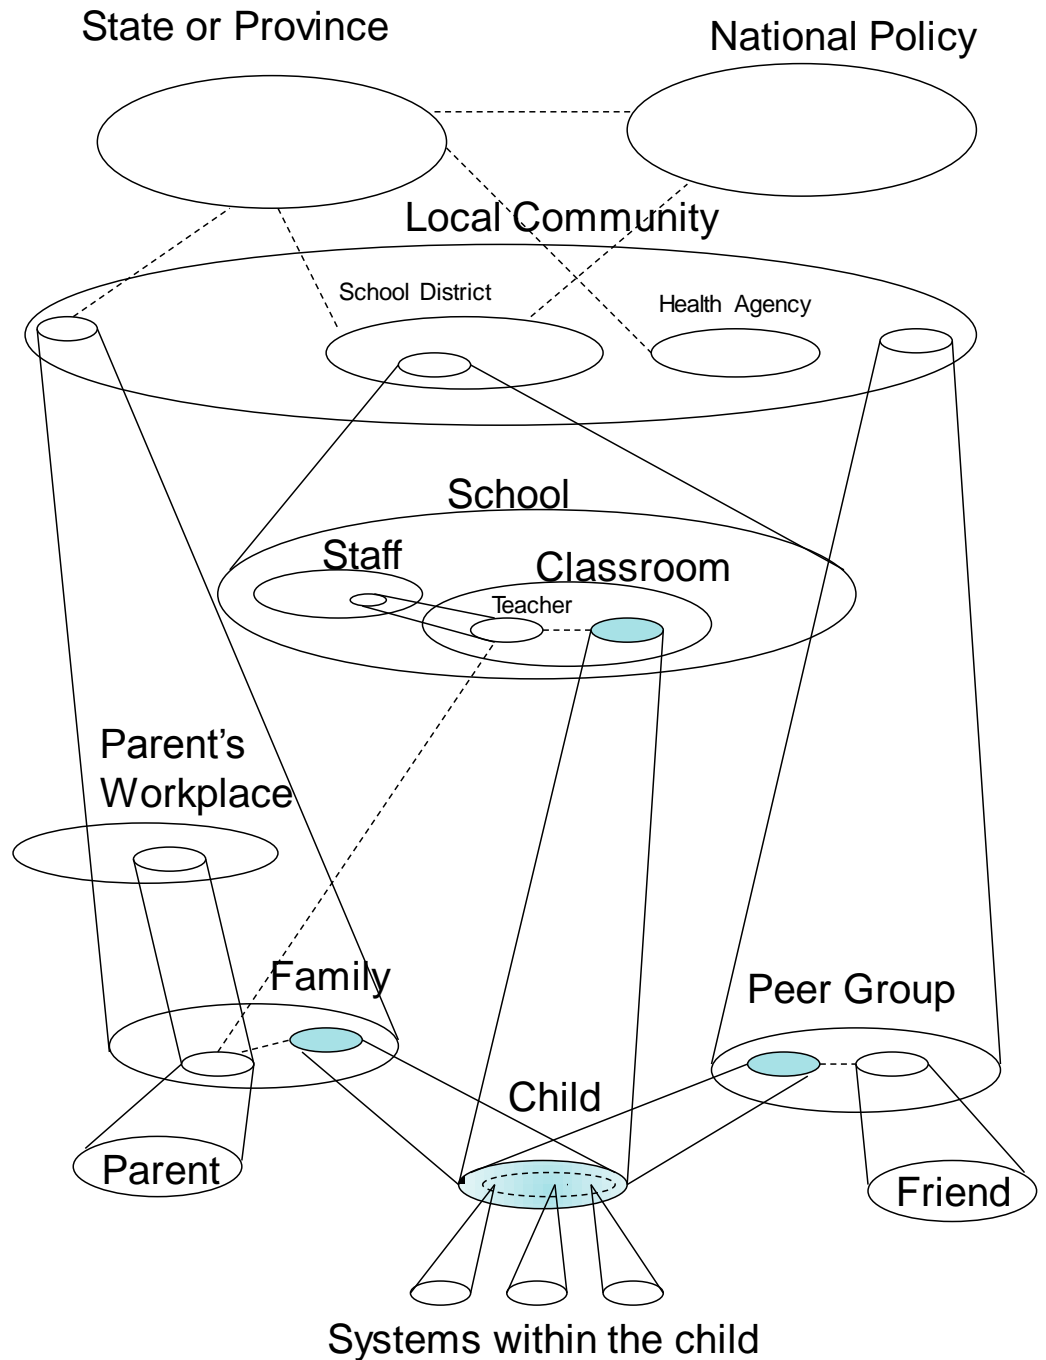 State or Province
National Policy
Local Community
School District
Health Agency
School
Staff
Classroom
Teacher
Parent's
Workplace
Family
Peer Group
Child
Parent
Friend
Systems within the child